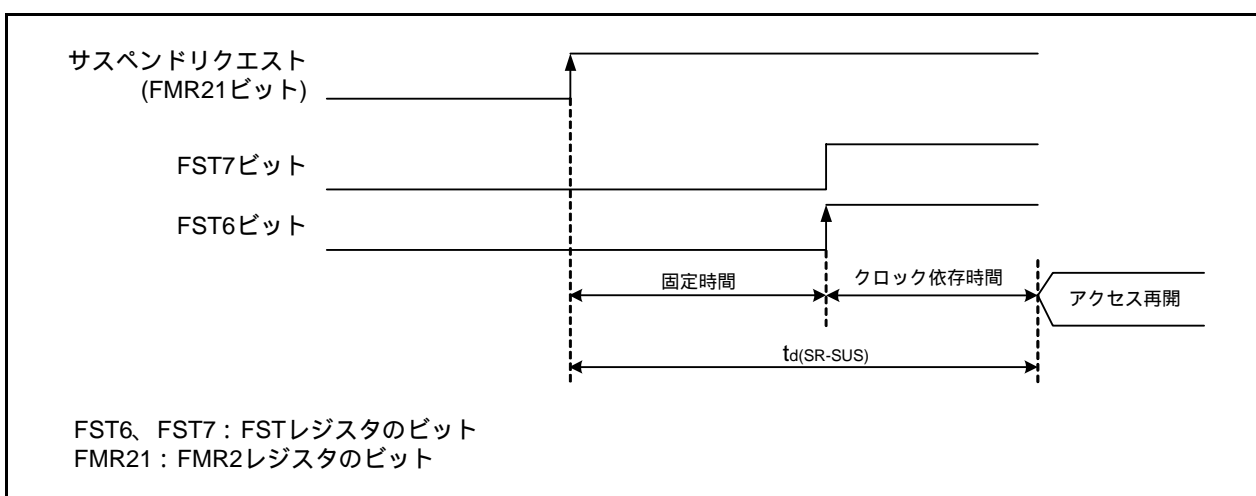 サスペンドリクエスト
(FMR21ビット)
FST7ビット
FST6ビット
固定時間
クロック依存時間
アクセス再開
td(SR-SUS)
FST6、FST7：FSTレジスタのビット
FMR21：FMR2レジスタのビット